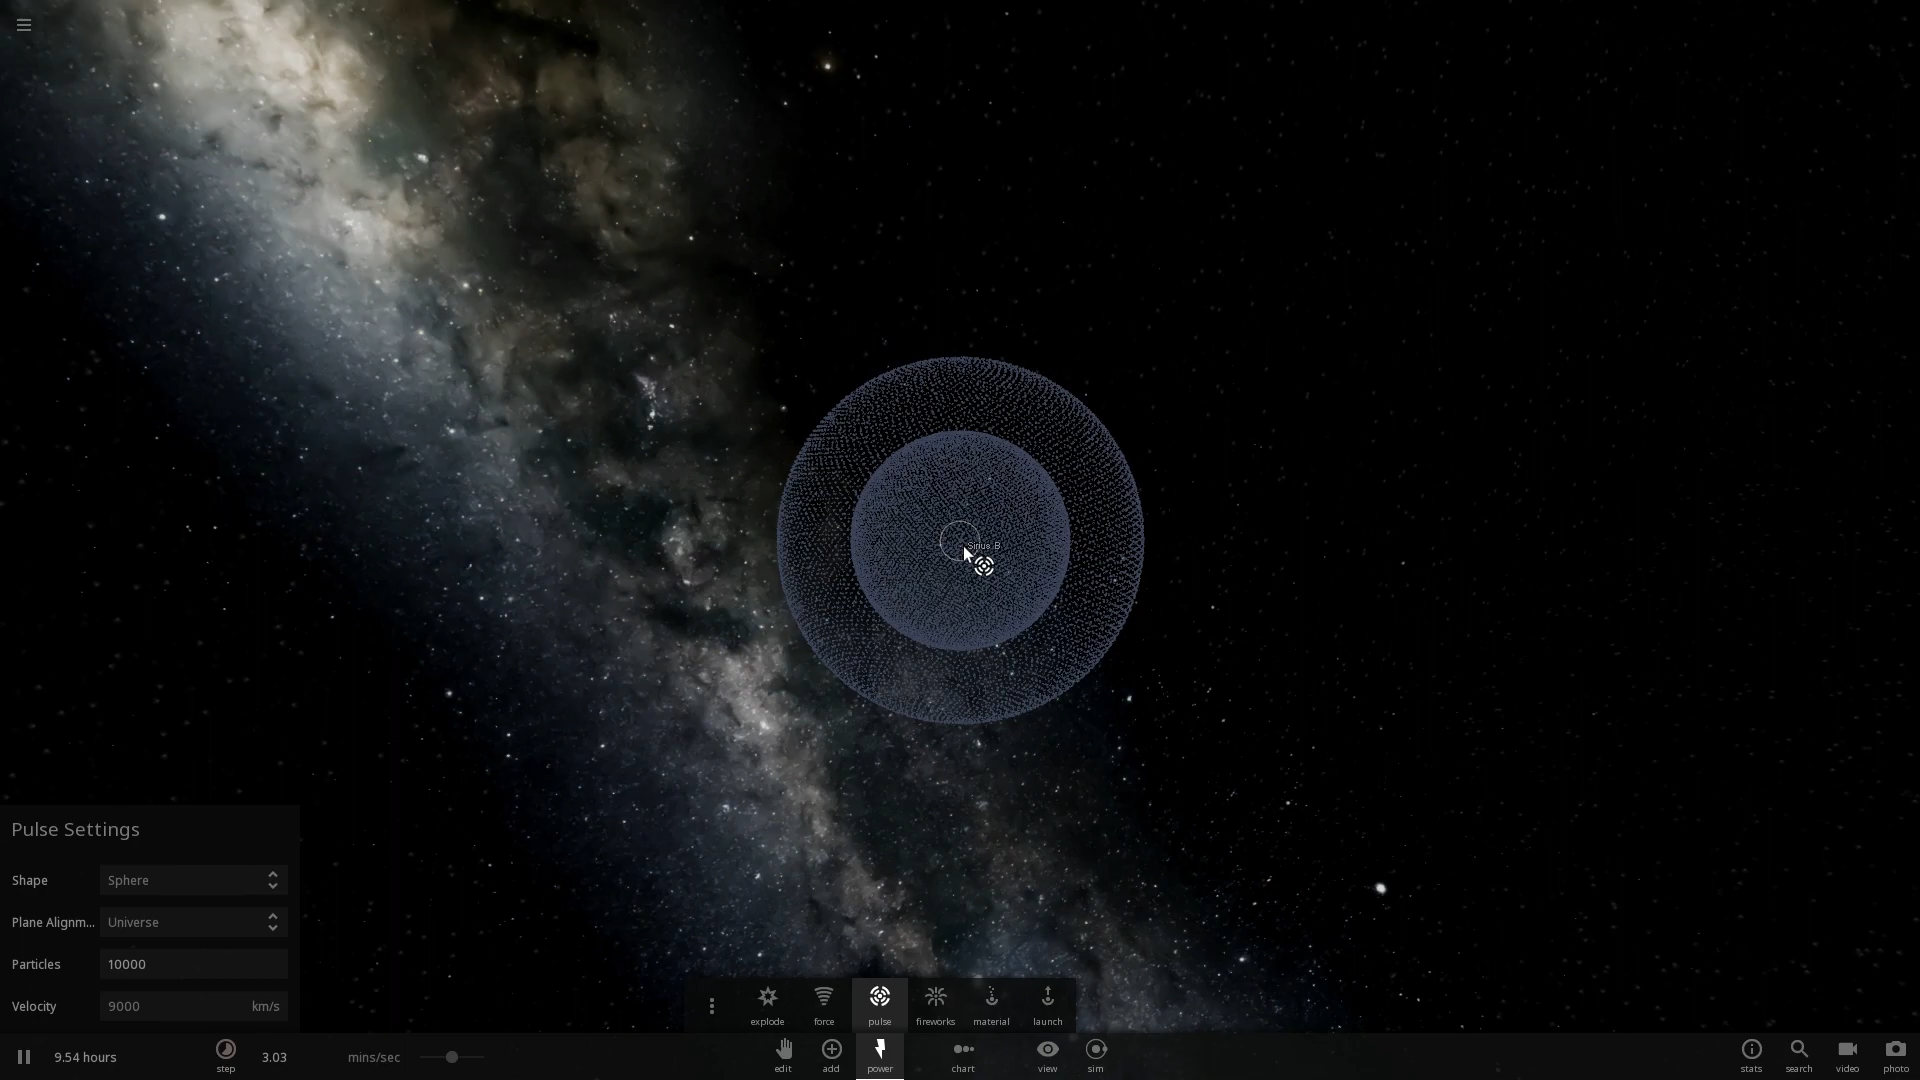 Sirius B
Pulse Settings
Shape Sphere
Plane Alignm... Universe
Particles 10000
Velocity 9000 km/s
explode force pulse fireworks material launch
9.54 hours step 3.03 mins/sec
edit add power chart view sim
stats search video photo